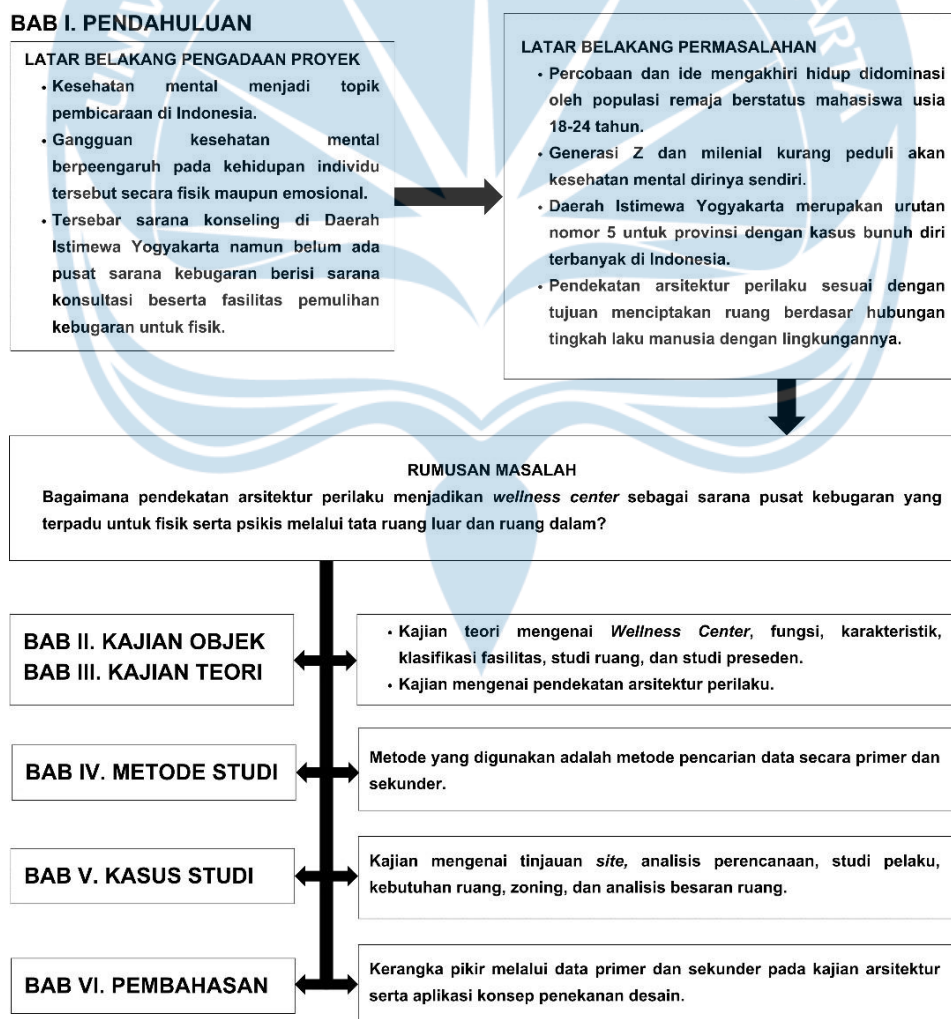 BAB I. PENDAHULUAN
LATAR BELAKANG PENGADAAN PROYEK
• Kesehatan mental menjadi topik
pembicaraan di Indonesia.
• Gangguan kesehatan mental
berpeengaruh pada kehidupan individu
tersebut secara fisik maupun emosional.
• Tersebar sarana konseling di Daerah
Istimewa Yogyakarta namun belum ada
pusat sarana kebugaran berisi sarana
konsultasi beserta fasilitas pemulihan
kebugaran untuk fisik.
LATAR BELAKANG PERMASALAHAN
• Percobaan dan ide mengakhiri hidup didominasi
oleh populasi remaja berstatus mahasiswa usia
18-24 tahun.
• Generasi Z dan milenial kurang peduli akan
kesehatan mental dirinya sendiri.
• Daerah Istimewa Yogyakarta merupakan urutan
nomor 5 untuk provinsi dengan kasus bunuh diri
terbanyak di Indonesia.
• Pendekatan arsitektur perilaku sesuai dengan
tujuan menciptakan ruang berdasar hubungan
tingkah laku manusia dengan lingkungannya.
RUMUSAN MASALAH
Bagaimana pendekatan arsitektur perilaku menjadikan wellness center sebagai sarana pusat kebugaran yang
terpadu untuk fisik serta psikis melalui tata ruang luar dan ruang dalam?
BAB II. KAJIAN OBJEK
BAB III. KAJIAN TEORI
• Kajian teori mengenai Wellness Center, fungsi, karakteristik,
klasifikasi fasilitas, studi ruang, dan studi preseden.
• Kajian mengenai pendekatan arsitektur perilaku.
BAB IV. METODE STUDI
Metode yang digunakan adalah metode pencarian data secara primer dan
sekunder.
BAB V. KASUS STUDI
Kajian mengenai tinjauan site, analisis perencanaan, studi pelaku,
kebutuhan ruang, zoning, dan analisis besaran ruang.
BAB VI. PEMBAHASAN
Kerangka pikir melalui data primer dan sekunder pada kajian arsitektur
serta aplikasi konsep penekanan desain.